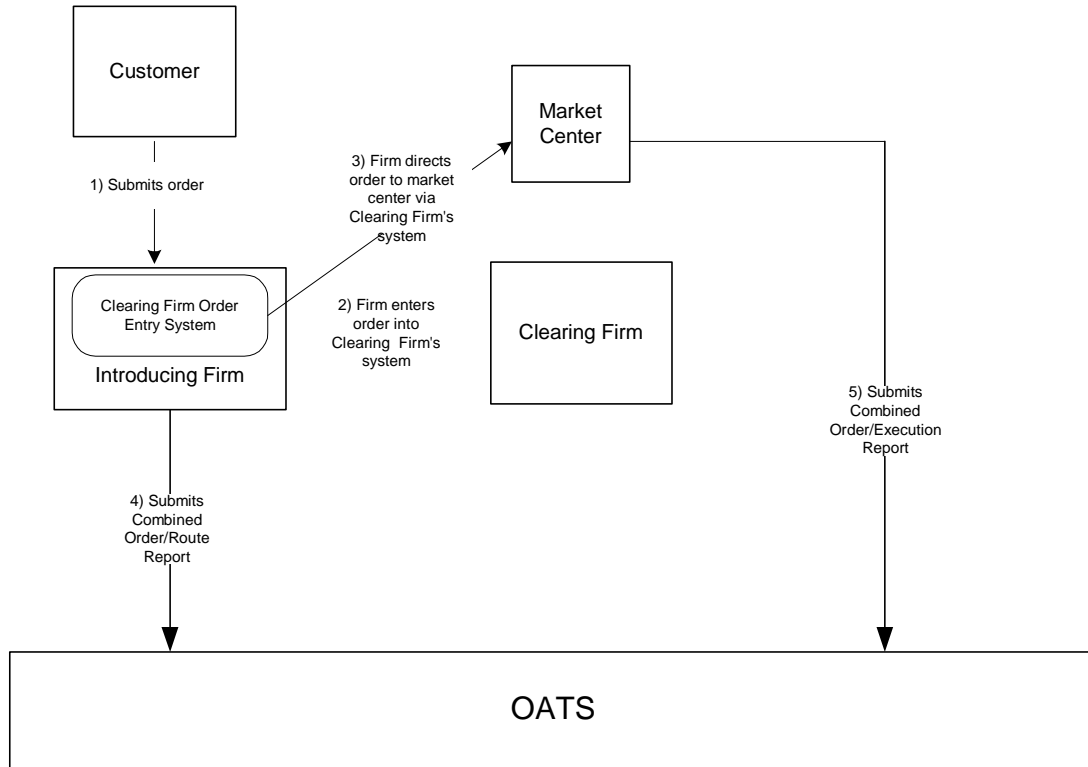 Customer
1) Submits order
Clearing Firm Order
Entry System
Introducing Firm
2) Firm enters
order into
Clearing Firm's
system
3) Firm directs
order to market
center via
Clearing Firm's
system
Market
Center
Clearing Firm
4) Submits
Combined
Order/Route
Report
5) Submits
Combined
Order/Execution
Report
OATS